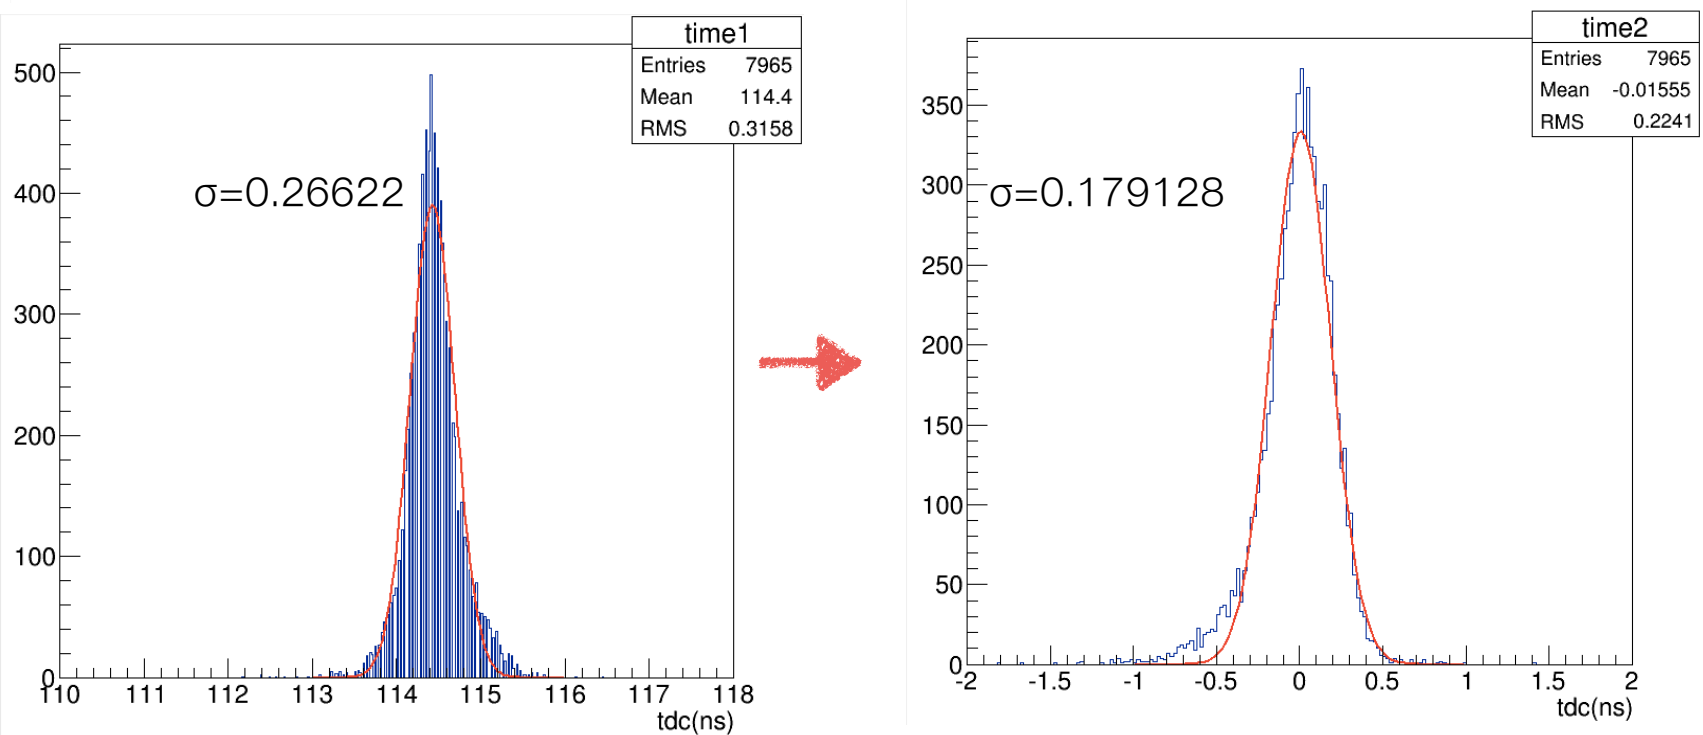 time1
Entries 7965
Mean 114.4
RMS 0.3158
500
400
300
200
100
0
σ=0.26622
110 111 112 113 114 115 116 117 118
tdc(ns)
time2
Entries 7965
Mean -0.01555
RMS 0.2241
350
300
250
200
150
100
50
0
σ=0.179128
-2 -1.5 -1 -0.5 0 0.5 1 1.5 2
tdc(ns)